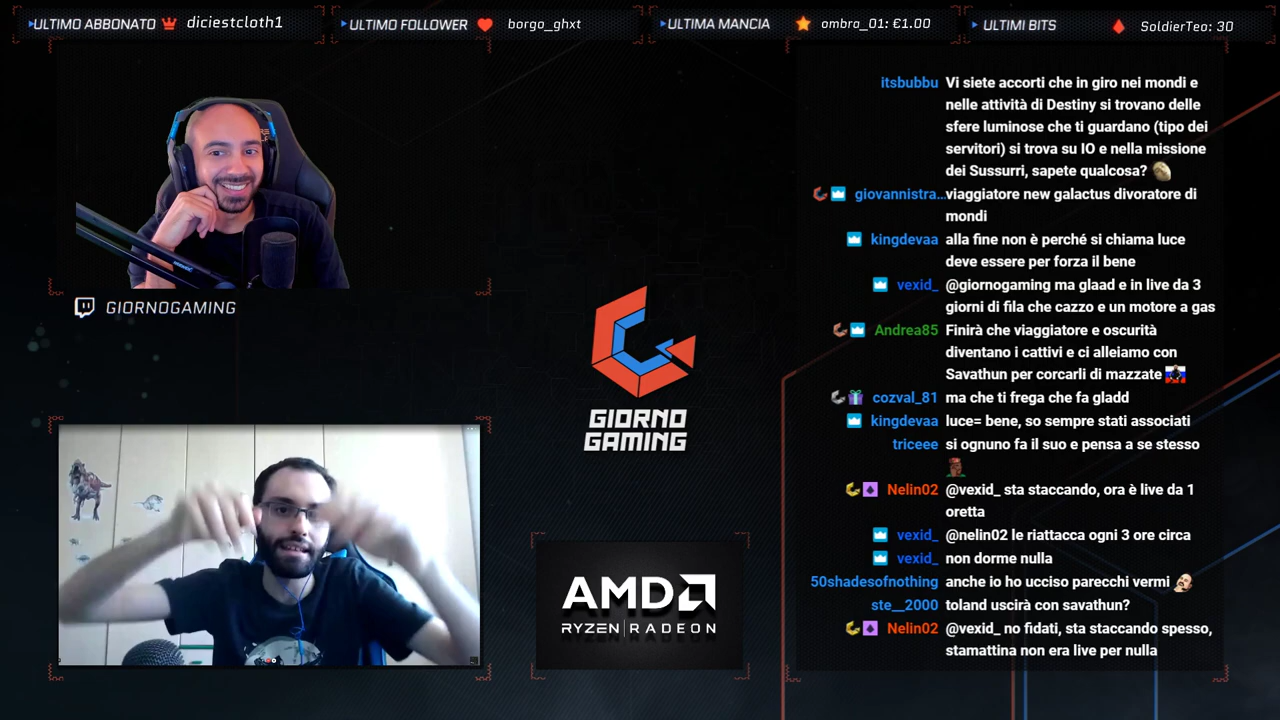 ULTIMO ABBONATO diciestcloth1
ULTIMO FOLLOWER borgo_ghxt
ULTIMA MANCIA ombra_01: €1.00
ULTIMI BITS SoldierTea: 30
itsbubbu Vi siete accorti che in giro nei mondi e
nelle attività di Destiny si trovano delle
sfere luminose che ti guardano (tipo dei
servitori) si trova su IO e nella missione
dei Sussurri, sapete qualcosa?
giovannistra... viaggiatore new galactus divoratore di
mondi
kingdevaa alla fine non è perché si chiama luce
deve essere per forza il bene
vexid_ @giornogaming ma glaad e in live da 3
giorni di fila che cazzo e un motore a gas
Andrea85 Finirà che viaggiatore e oscurità
diventano i cattivi e ci alleiamo con
Savathun per corcarli di mazzate
cozval_81 ma che ti frega che fa gladd
kingdevaa luce= bene, so sempre stati associati
triceee si ognuno fa il suo e pensa a se stesso
Nelin02 @vexid_ sta staccando, ora è live da 1
oretta
vexid_ @nelin02 le riattacca ogni 3 ore circa
vexid_ non dorme nulla
50shadesofnothing anche io ho ucciso parecchi vermi
ste__2000 toland uscirà con savathun?
Nelin02 @vexid_ no fidati, sta staccando spesso,
stamattina non era live per nulla
GIORNOGAMING
GIORNO
GAMING
AMD
RYZEN | RADEON